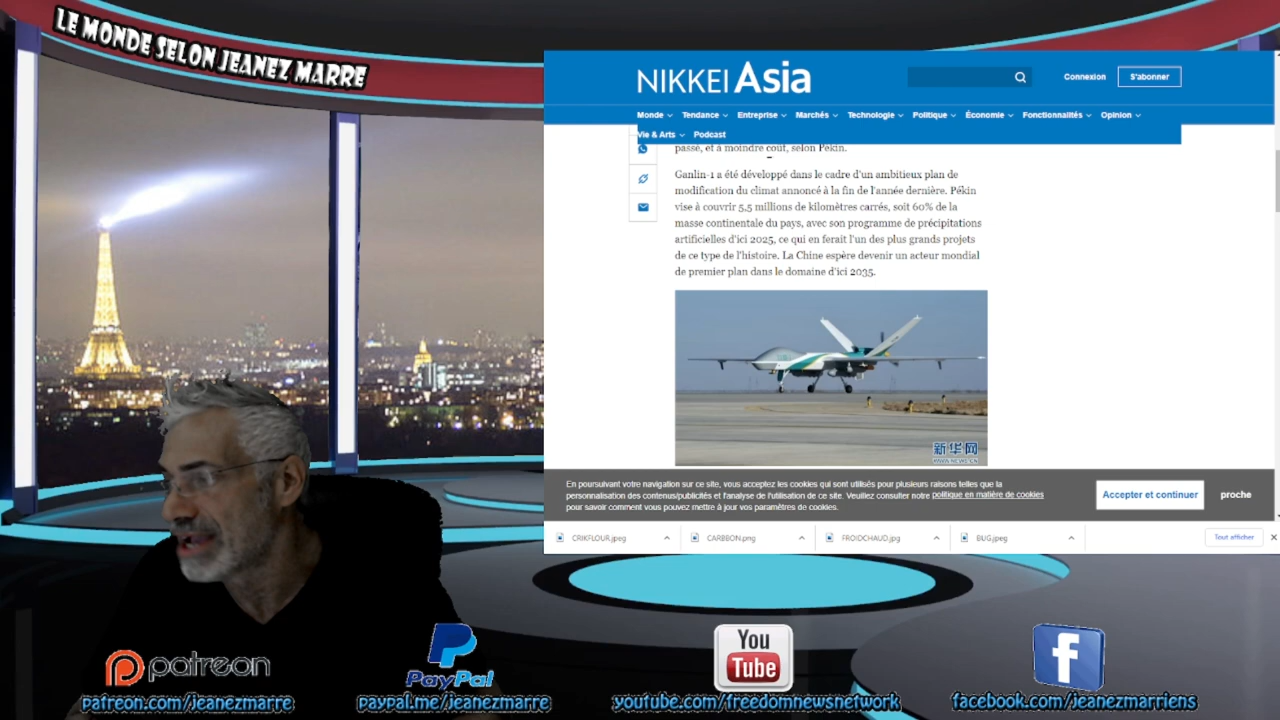 LE MONDE SELON JEANEZ MARRE
NIKKEI Asia
Connexion
S'abonner
Monde Tendance Entreprise Marchés Technologie Politique Économie Fonctionnalités Opinion
Vie & Arts Podcast
passé, et à moindre coût, selon Pékin.
Ganlin-1 a été développé dans le cadre d'un ambitieux plan de
modification du climat annoncé à la fin de l'année dernière. Pékin
vise à couvrir 5,5 millions de kilomètres carrés, soit 60% de la
masse continentale du pays, avec son programme de précipitations
artificielles d'ici 2025, ce qui en ferait l'un des plus grands projets
de ce type de l'histoire. La Chine espère devenir un acteur mondial
de premier plan dans le domaine d'ici 2035.
新华网
En poursuivant votre navigation sur ce site, vous acceptez les cookies qui sont utilisés pour plusieurs raisons telles que la
personnalisation des contenus/publicités et l'analyse de l'utilisation de ce site. Veuillez consulter notre politique en matière de cookies
pour savoir comment vous pouvez mettre à jour vos paramètres de cookies.
Accepter et continuer
proche
CRIKFLOUR.jpeg
CARBBON.png
FROIDCHAUD.jpg
BUG.jpeg
Tout afficher
patreon
PayPal
You
Tube
patreon.com/jeanezmarre
paypal.me/jeanezmarre
youtube.com/freedomnewsnetwork
facebook.com/jeanezmarriens